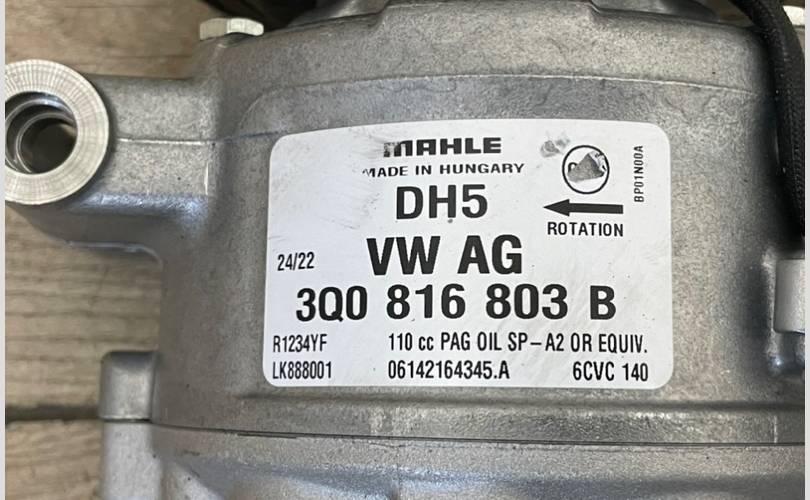 MAHLE
MADE IN HUNGARY
DH5
BP01N00A
ROTATION
24/22
VW AG
3Q0 816 803 B
R1234YF 110 cc PAG OIL SP-A2 OR EQUIV.
LK888001 06142164345.A 6CVC 140